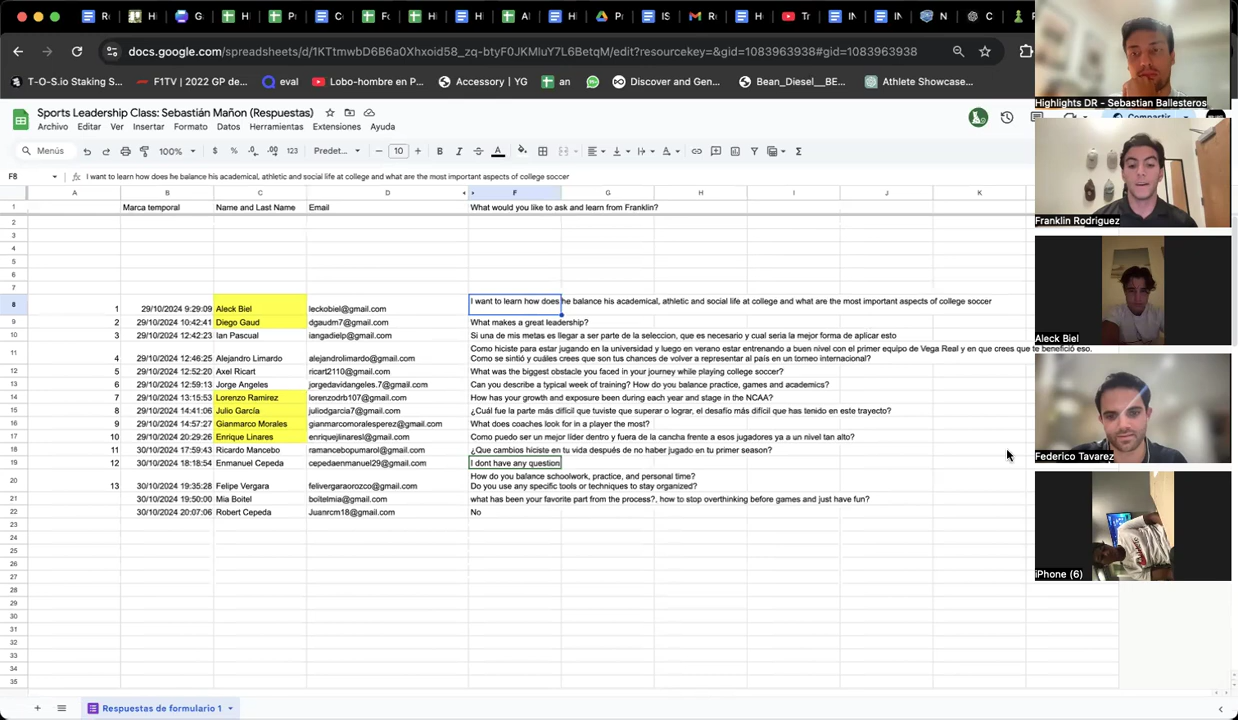 docs.google.com/spreadsheets/d/1KTtmwbD6B6a0Xhxoid58_zq-btyF0JKMluY7L6BetqM/edit?resourcekey=&gid=1083963938#gid=1083963938
T-O-S.io Staking S...
F1TV | 2022 GP de...
eval
Lobo-hombre en P...
Accessory | YG
an
Discover and Gen...
Bean_Diesel__BE...
Athlete Showcase...
Sports Leadership Class: Sebastián Mañon (Respuestas)
Archivo Editar Ver Insertar Formato Datos Herramientas Extensiones Ayuda
Compartir
Menús 100% $ % .0 .00 123 Predet... 10 B I A
F8 fx I want to learn how does he balance his academical, athletic and social life at college and what are the most important aspects of college soccer
A B C D F G H I J K
1 Marca temporal Name and Last Name Email What would you like to ask and learn from Franklin?
2
3
4
5
6
7
8 1 29/10/2024 9:29:09 Aleck Biel leckobiel@gmail.com I want to learn how does he balance his academical, athletic and social life at college and what are the most important aspects of college soccer
9 2 29/10/2024 10:42:41 Diego Gaud dgaudm7@gmail.com What makes a great leadership?
10 3 29/10/2024 12:42:23 Ian Pascual iangadielp@gmail.com Si una de mis metas es llegar a ser parte de la seleccion, que es necesario y cual seria la mejor forma de aplicar esto
11 4 29/10/2024 12:46:25 Alejandro Limardo alejandrolimardo@gmail.com Como hiciste para estar jugando en la universidad y luego en verano estar entrenando a buen nivel con el primer equipo de Vega Real y en que crees que te benefició eso.
Como se sintió y cuáles crees que son tus chances de volver a representar al país en un torneo internacional?
12 5 29/10/2024 12:52:20 Axel Ricart ricart2110@gmail.com What was the biggest obstacle you faced in your journey while playing college soccer?
13 6 29/10/2024 12:59:13 Jorge Angeles jorgedavidangeles.7@gmail.com Can you describe a typical week of training? How do you balance practice, games and academics?
14 7 29/10/2024 13:15:53 Lorenzo Ramirez lorenzodrb107@gmail.com How has your growth and exposure been during each year and stage in the NCAA?
15 8 29/10/2024 14:41:06 Julio García juliodgarcia7@gmail.com ¿Cuál fue la parte más difícil que tuviste que superar o lograr, el desafío más difícil que has tenido en este trayecto?
16 9 29/10/2024 14:57:27 Gianmarco Morales gianmarcomoralesperez@gmail.com What does coaches look for in a player the most?
17 10 29/10/2024 20:29:26 Enrique Linares enriquejlinaresl@gmail.com Como puedo ser un mejor líder dentro y fuera de la cancha frente a esos jugadores ya a un nivel tan alto?
18 11 30/10/2024 17:59:43 Ricardo Mancebo ramancebopumarol@gmail.com ¿Que cambios hiciste en tu vida después de no haber jugado en tu primer season?
19 12 30/10/2024 18:18:54 Enmanuel Cepeda cepedaenmanuel29@gmail.com I dont have any question
20 13 30/10/2024 19:35:28 Felipe Vergara felivergaraorozco@gmail.com How do you balance schoolwork, practice, and personal time?
Do you use any specific tools or techniques to stay organized?
21 30/10/2024 19:50:00 Mia Boitel boitelmia@gmail.com what has been your favorite part from the process?, how to stop overthinking before games and just have fun?
22 30/10/2024 20:07:06 Robert Cepeda Juanrcm18@gmail.com No
23
24
25
26
27
28
29
30
31
32
33
34
35
Respuestas de formulario 1
Highlights DR - Sebastian Ballesteros
Franklin Rodriguez
Aleck Biel
Federico Tavarez
iPhone (6)